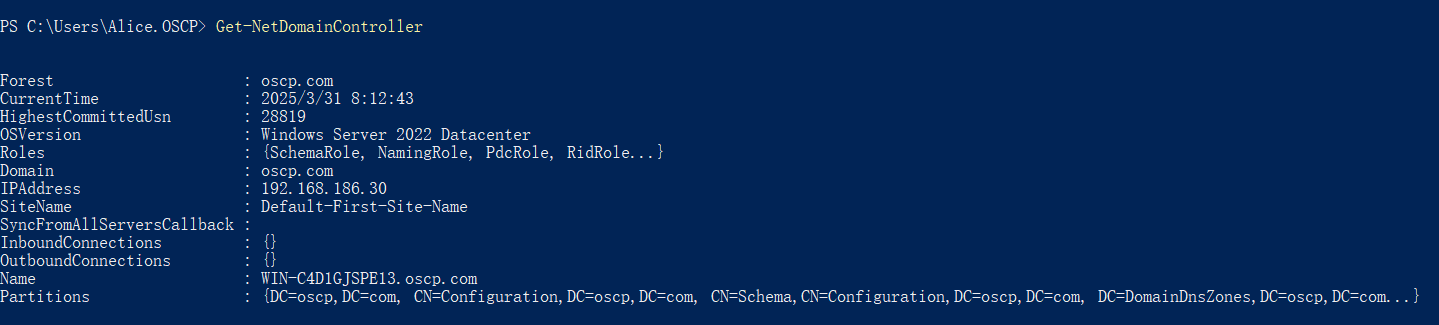 PS C:\Users\Alice.OSCP> Get-NetDomainController
Forest : oscp.com
CurrentTime : 2025/3/31 8:12:43
HighestCommittedUsn : 28819
OSVersion : Windows Server 2022 Datacenter
Roles : {SchemaRole, NamingRole, PdcRole, RidRole...}
Domain : oscp.com
IPAddress : 192.168.186.30
SiteName : Default-First-Site-Name
SyncFromAllServersCallback :
InboundConnections : {}
OutboundConnections : {}
Name : WIN-C4D1GJSPE13.oscp.com
Partitions : {DC=oscp,DC=com, CN=Configuration,DC=oscp,DC=com, CN=Schema,CN=Configuration,DC=oscp,DC=com, DC=DomainDnsZones,DC=oscp,DC=com...}